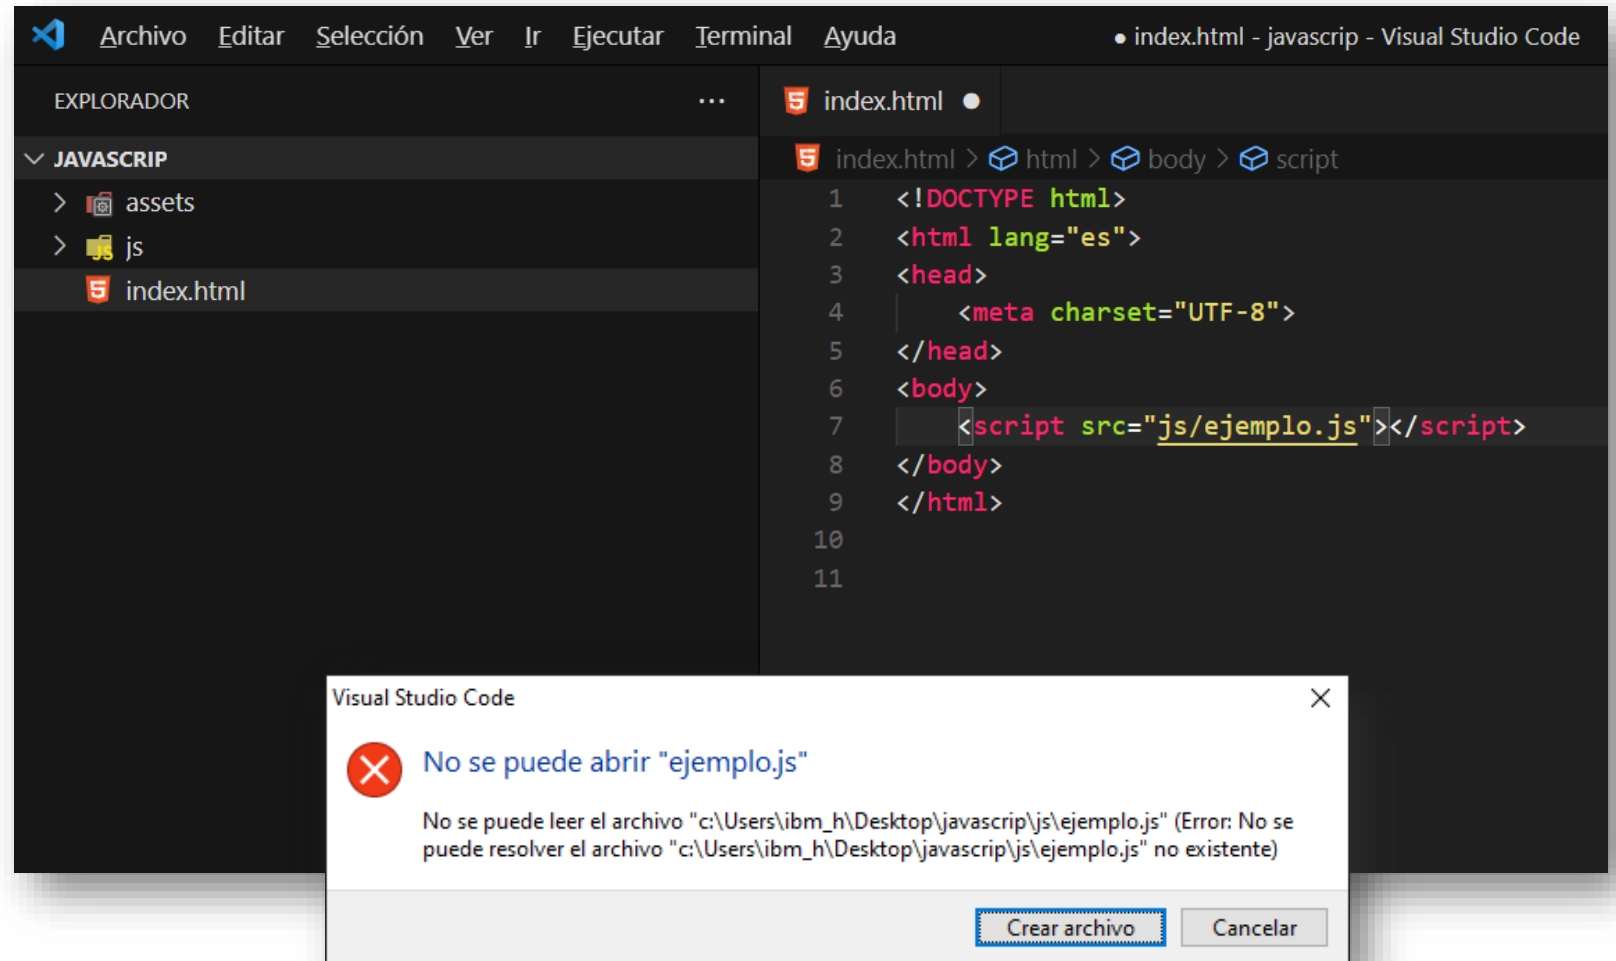 Archivo Editar Selección Ver Ir Ejecutar Terminal Ayuda ● index.html - javascrip - Visual Studio Code
EXPLORADOR ···
JAVASCRIP
assets
js
index.html
index.html ●
index.html > html > body > script
1 <!DOCTYPE html>
2 <html lang="es">
3 <head>
4 <meta charset="UTF-8">
5 </head>
6 <body>
7 <script src="js/ejemplo.js"></script>
8 </body>
9 </html>
10
11
Visual Studio Code
No se puede abrir "ejemplo.js"
No se puede leer el archivo "c:\Users\ibm_h\Desktop\javascrip\js\ejemplo.js" (Error: No se
puede resolver el archivo "c:\Users\ibm_h\Desktop\javascrip\js\ejemplo.js" no existente)
Crear archivo Cancelar